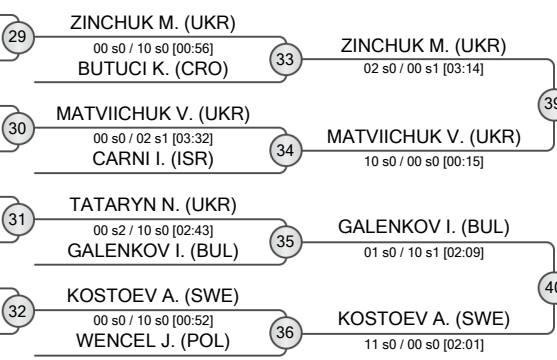 29
ZINCHUK M. (UKR)
00 s0 / 10 s0 [00:56]
BUTUCI K. (CRO)
33
ZINCHUK M. (UKR)
02 s0 / 00 s1 [03:14]
39
30
MATVIICHUK V. (UKR)
00 s0 / 02 s1 [03:32]
CARNI I. (ISR)
34
MATVIICHUK V. (UKR)
10 s0 / 00 s0 [00:15]
31
TATARYN N. (UKR)
00 s2 / 10 s0 [02:43]
GALENKOV I. (BUL)
35
GALENKOV I. (BUL)
01 s0 / 10 s1 [02:09]
40
32
KOSTOEV A. (SWE)
00 s0 / 10 s0 [00:52]
WENCEL J. (POL)
36
KOSTOEV A. (SWE)
11 s0 / 00 s0 [02:01]